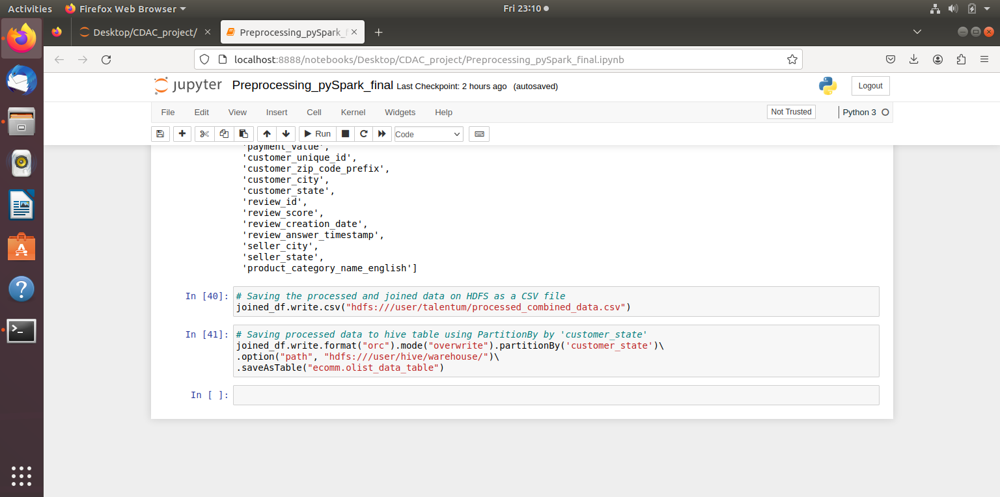 Activities
Firefox Web Browser
Fri 23:10
Desktop/CDAC_project/
Preprocessing_pySpark_f
localhost:8888/notebooks/Desktop/CDAC_project/Preprocessing_pySpark_final.ipynb
jupyter Preprocessing_pySpark_final Last Checkpoint: 2 hours ago (autosaved)
Logout
File Edit View Insert Cell Kernel Widgets Help
Not Trusted
Python 3
Run
Code
'payment_value',
'customer_unique_id',
'customer_zip_code_prefix',
'customer_city',
'customer_state',
'review_id',
'review_score',
'review_creation_date',
'review_answer_timestamp',
'seller_city',
'seller_state',
'product_category_name_english']
In [40]: # Saving the processed and joined data on HDFS as a CSV file
joined_df.write.csv("hdfs:///user/talentum/processed_combined_data.csv")
In [41]: # Saving processed data to hive table using PartitionBy by 'customer_state'
joined_df.write.format("orc").mode("overwrite").partitionBy('customer_state')\
.option("path", "hdfs:///user/hive/warehouse/")\
.saveAsTable("ecomm.olist_data_table")
In [ ]: